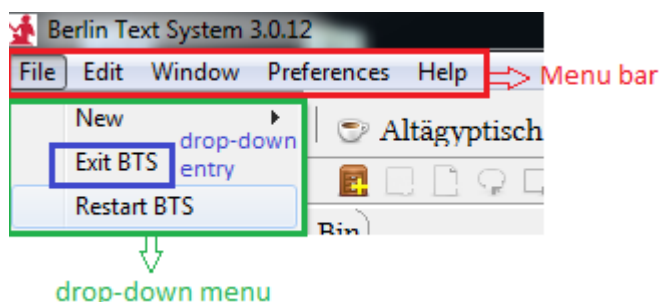 Berlin Text System 3.0.12
File Edit Window Preferences Help Menu bar
New
drop-down
Altägyptisch
Exit BTS entry
Restart BTS
Bin
drop-down menu